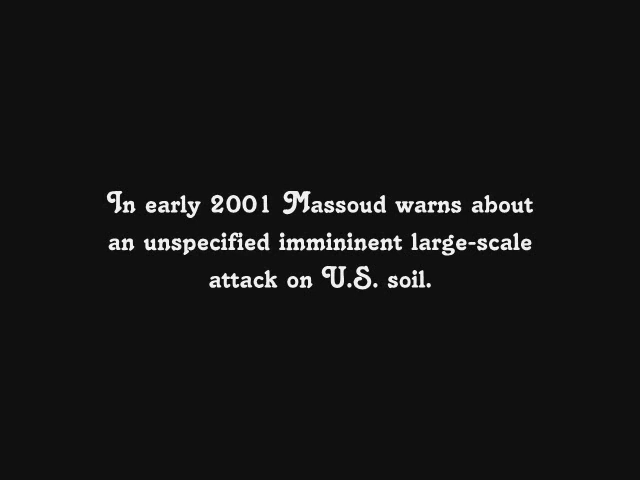 In early 2001 Massoud warns about
an unspecified immininent large-scale
attack on U.S. soil.